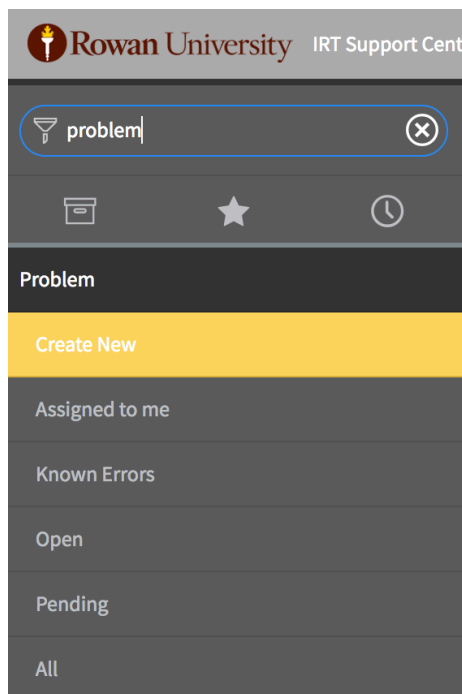 Rowan University IRT Support Cent
problem
Problem
Create New
Assigned to me
Known Errors
Open
Pending
All